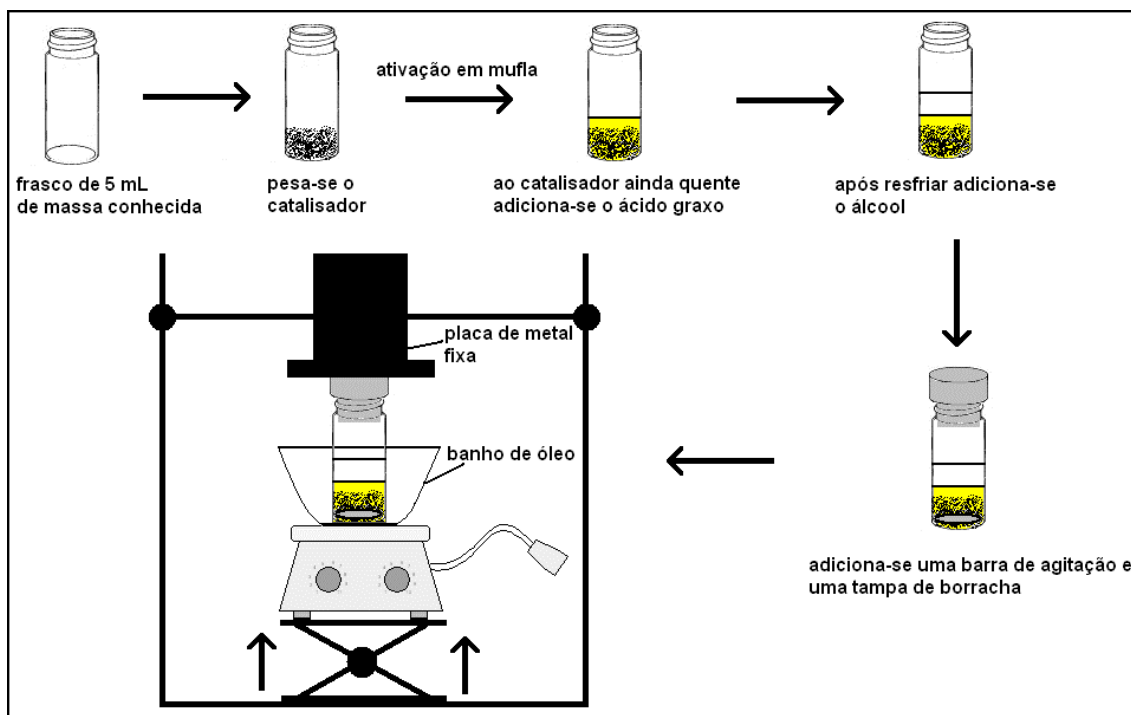 frasco de 5 mL
de massa conhecida
pesa-se o
catalisador
ativação em mufla
ao catalisador ainda quente
adiciona-se o ácido graxo
após resfriar adiciona-se
o álcool
adiciona-se uma barra de agitação e
uma tampa de borracha
placa de metal
fixa
banho de óleo